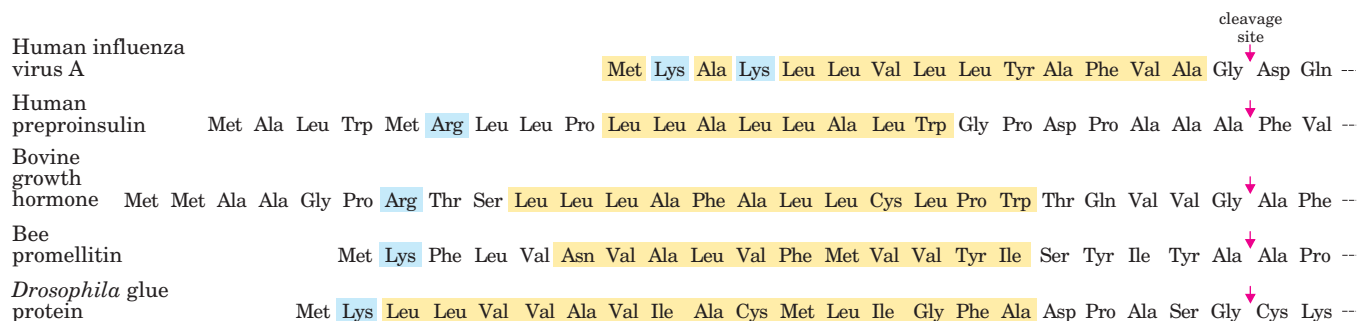 cleavage
site
Human influenza
virus A Met Lys Ala Lys Leu Leu Val Leu Leu Tyr Ala Phe Val Ala Gly Asp Gln ---
Human
preproinsulin Met Ala Leu Trp Met Arg Leu Leu Pro Leu Leu Ala Leu Leu Ala Leu Trp Gly Pro Asp Pro Ala Ala Ala Phe Val ---
Bovine
growth
hormone Met Met Ala Ala Gly Pro Arg Thr Ser Leu Leu Leu Ala Phe Ala Leu Leu Cys Leu Pro Trp Thr Gln Val Val Gly Ala Phe ---
Bee
promellitin Met Lys Phe Leu Val Asn Val Ala Leu Val Phe Met Val Val Tyr Ile Ser Tyr Ile Tyr Ala Ala Pro ---
Drosophila glue
protein Met Lys Leu Leu Val Val Ala Val Ile Ala Cys Met Leu Ile Gly Phe Ala Asp Pro Ala Ser Gly Cys Lys ---